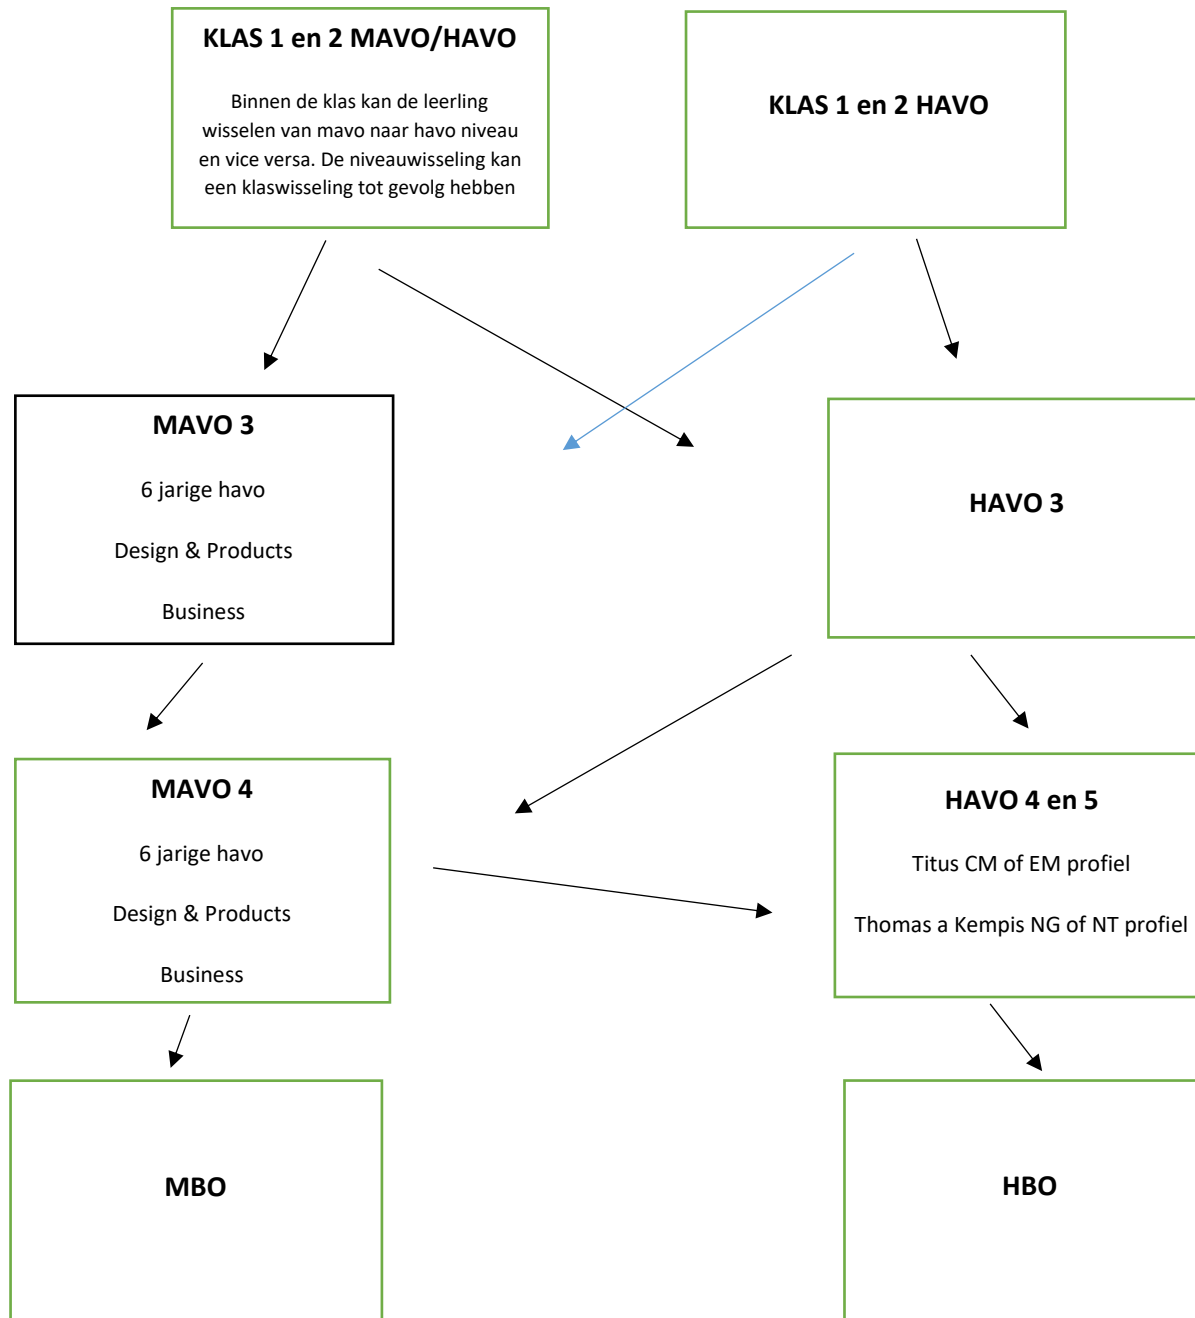 KLAS 1 en 2 MAVO/HAVO
Binnen de klas kan de leerling
wisselen van mavo naar havo niveau
en vice versa. De niveauwisseling kan
een klaswisseling tot gevolg hebben
KLAS 1 en 2 HAVO
MAVO 3
6 jarige havo
Design & Products
Business
HAVO 3
MAVO 4
6 jarige havo
Design & Products
Business
HAVO 4 en 5
Titus CM of EM profiel
Thomas a Kempis NG of NT profiel
MBO
HBO